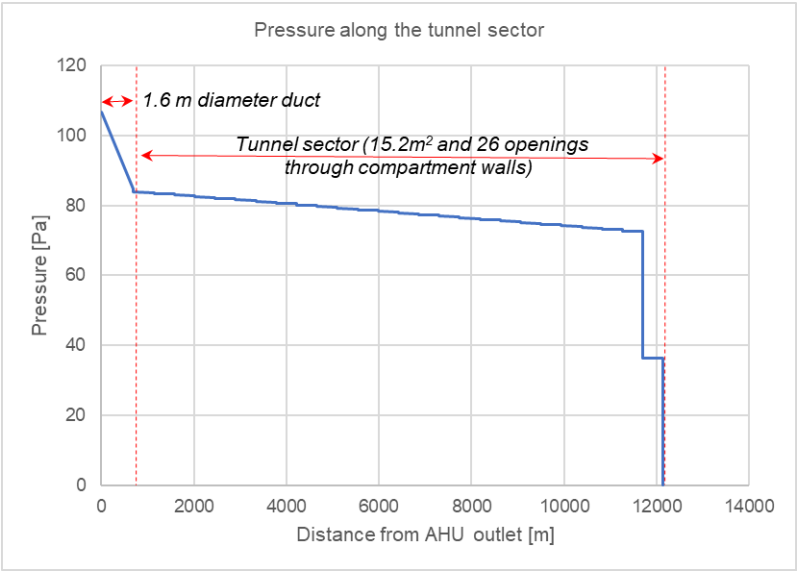 Pressure along the tunnel sector
120
1.6 m diameter duct
100
Tunnel sector (15.2m² and 26 openings
through compartment walls)
80
Pressure [Pa]
60
40
20
0
0 2000 4000 6000 8000 10000 12000 14000
Distance from AHU outlet [m]